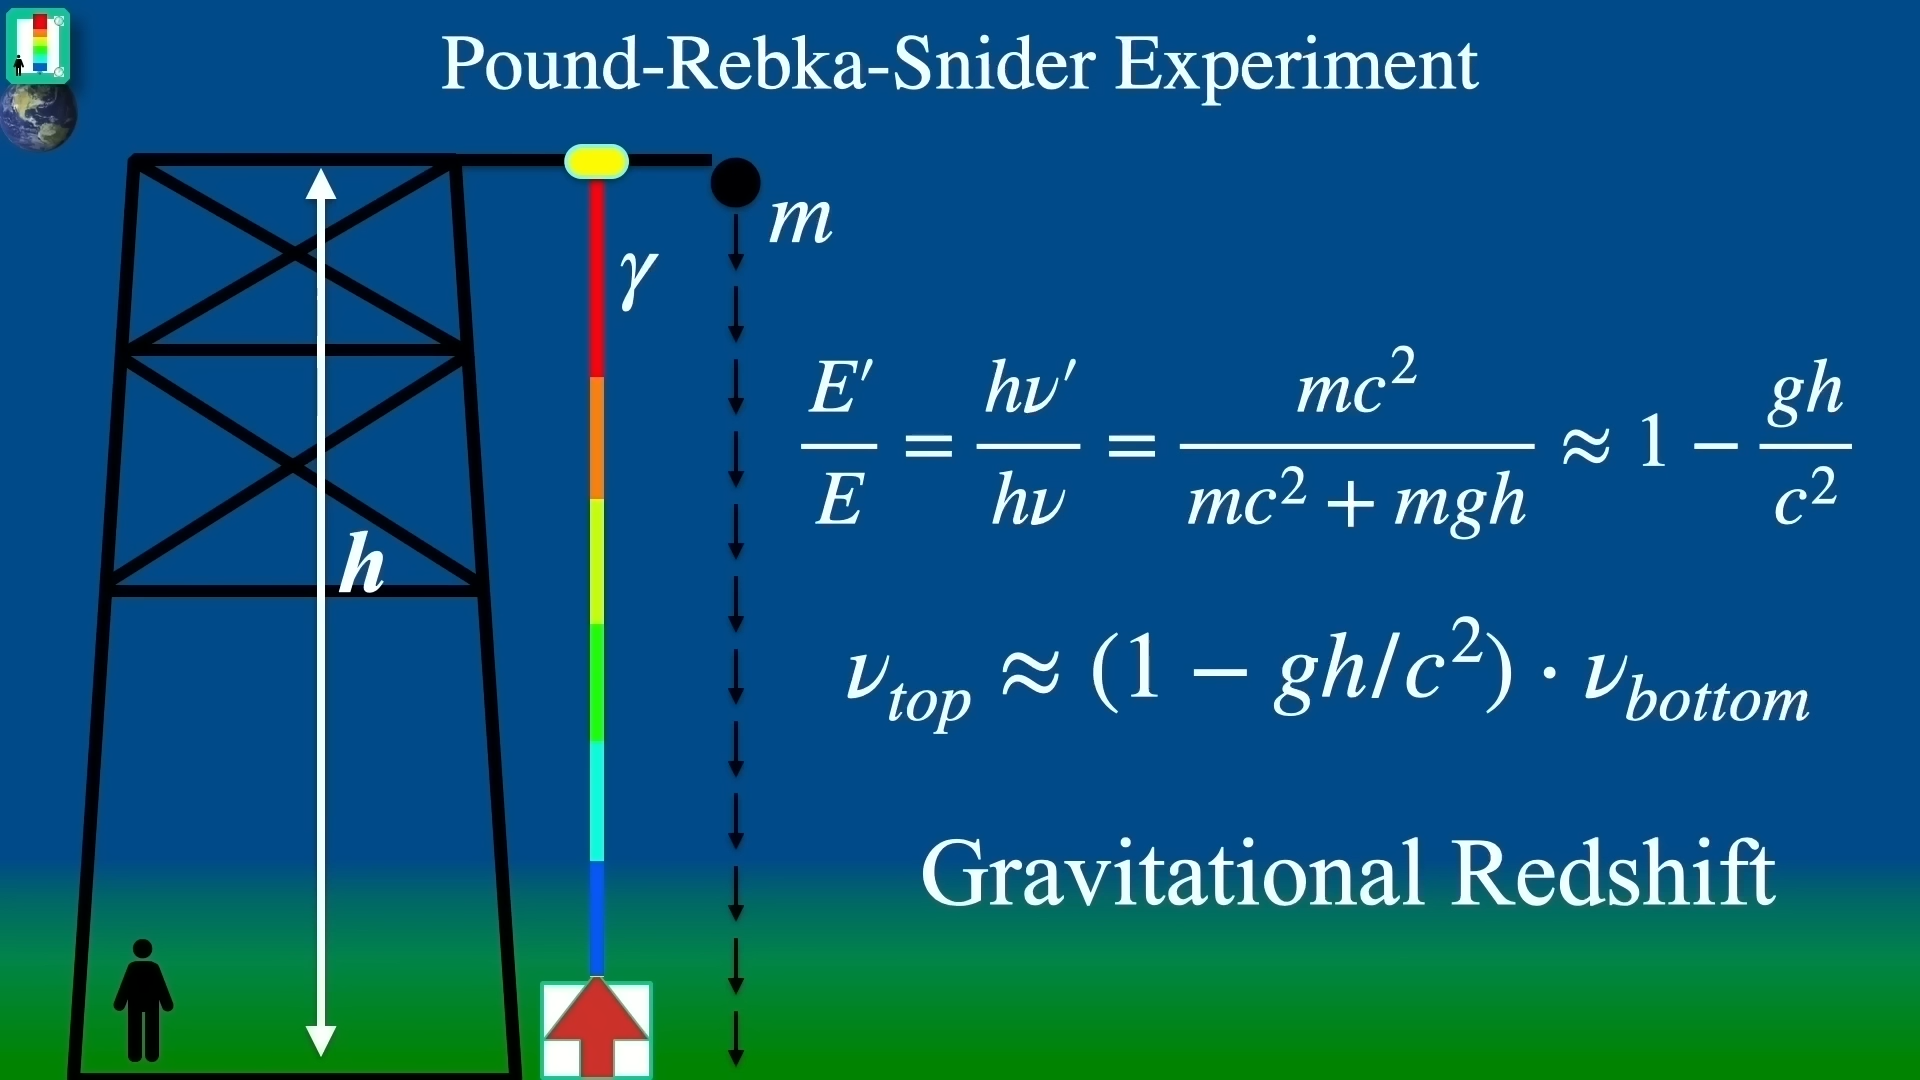 Pound-Rebka-Snider Experiment
m
γ
E′/E = hν′/hν = mc²/(mc² + mgh) ≈ 1 − gh/c²
h
ν_top ≈ (1 − gh/c²) · ν_bottom
Gravitational Redshift